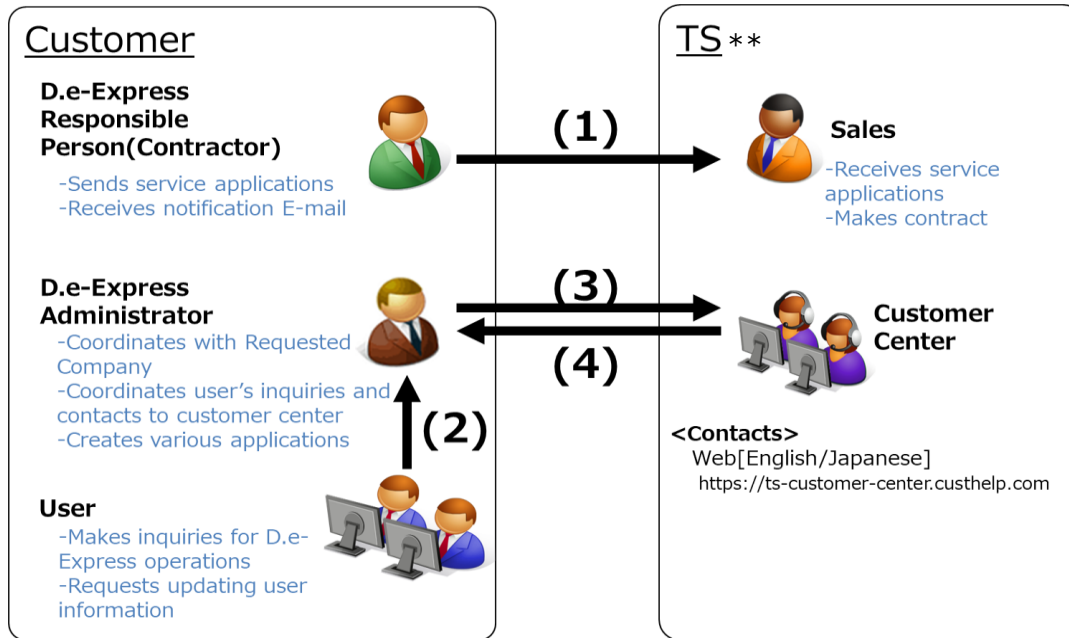 Customer
D.e-Express
Responsible
Person(Contractor)
-Sends service applications
-Receives notification E-mail
D.e-Express
Administrator
-Coordinates with Requested
Company
-Coordinates user's inquiries and
contacts to customer center
-Creates various applications
User
-Makes inquiries for D.e-
Express operations
-Requests updating user
information
(1)
(3)
(4)
(2)
TS **
Sales
-Receives service
applications
-Makes contract
Customer
Center
<Contacts>
Web[English/Japanese]
https://ts-customer-center.custhelp.com